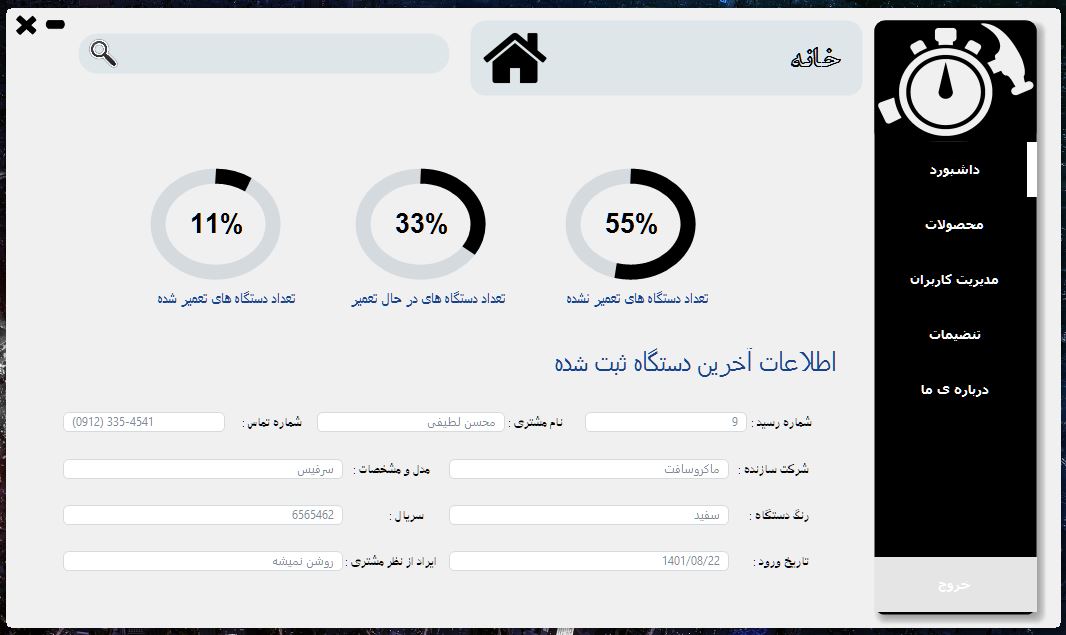 خانه
داشبورد
محصولات
مدیریت کاربران
تنضیمات
درباره ی ما
خروج
55%
تعداد دستگاه های تعمیر نشده
33%
تعداد دستگاه های در حال تعمیر
11%
تعداد دستگاه های تعمیر شده
اطلاعات آخرین دستگاه ثبت شده
شماره رسید : 9 نام مشتری : محسن لطیفی شماره تماس : (0912) 335-4541
شرکت سازنده : ماکروسافت مدل و مشخصات : سرفیس
رنگ دستگاه : سفید سریال : 6565462
تاریخ ورود : 1401/08/22 ایراد از نظر مشتری : روشن نمیشه